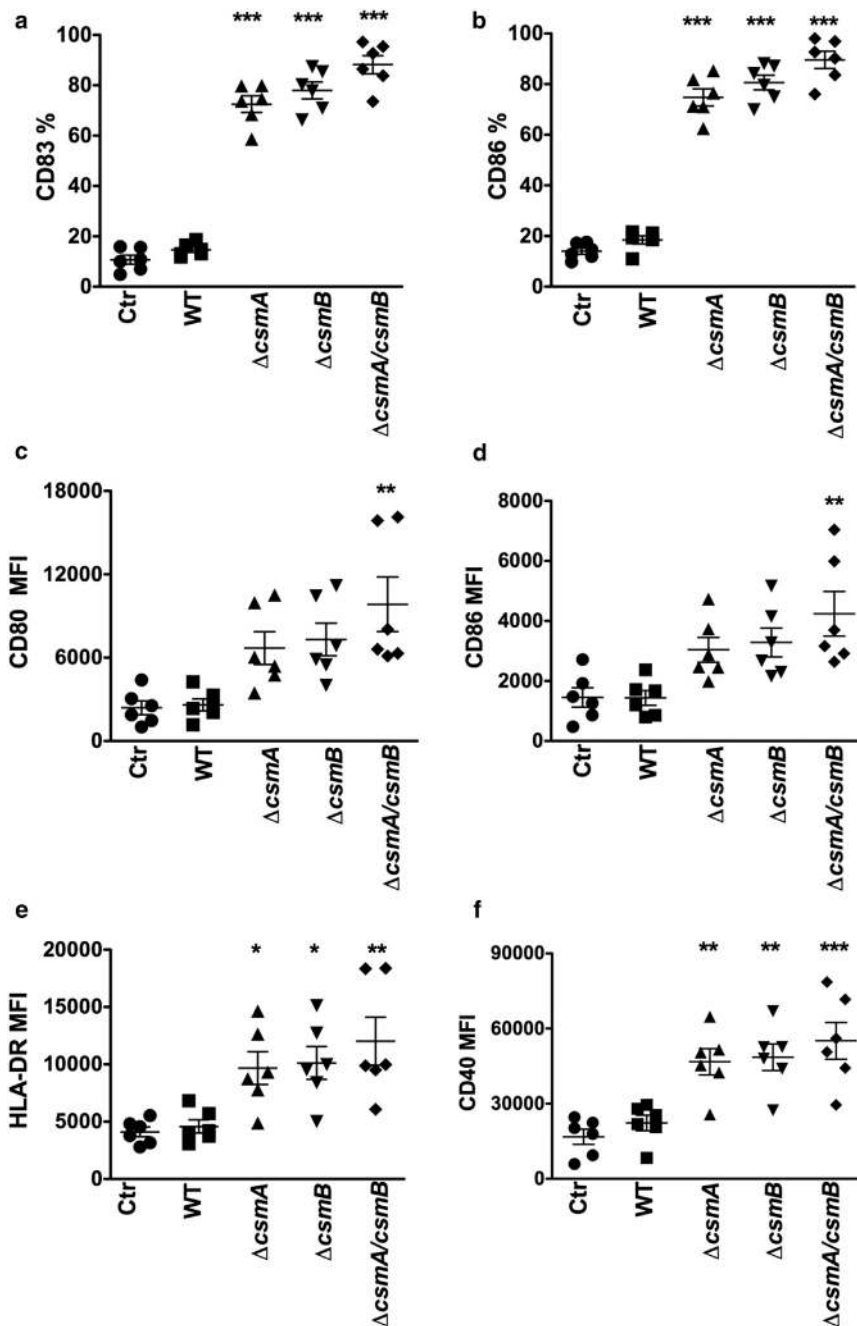 a
*** *** ***
CD83 %
100
80
60
40
20
0
Ctr
WT
ΔcsmA
ΔcsmB
ΔcsmA/csmB
b
*** *** ***
CD86 %
100
80
60
40
20
0
Ctr
WT
ΔcsmA
ΔcsmB
ΔcsmA/csmB
c
**
CD80 MFI
18000
12000
6000
0
Ctr
WT
ΔcsmA
ΔcsmB
ΔcsmA/csmB
d
**
CD86 MFI
8000
6000
4000
2000
0
Ctr
WT
ΔcsmA
ΔcsmB
ΔcsmA/csmB
e
* * **
HLA-DR MFI
20000
15000
10000
5000
0
Ctr
WT
ΔcsmA
ΔcsmB
ΔcsmA/csmB
f
** ** ***
CD40 MFI
90000
60000
30000
0
Ctr
WT
ΔcsmA
ΔcsmB
ΔcsmA/csmB